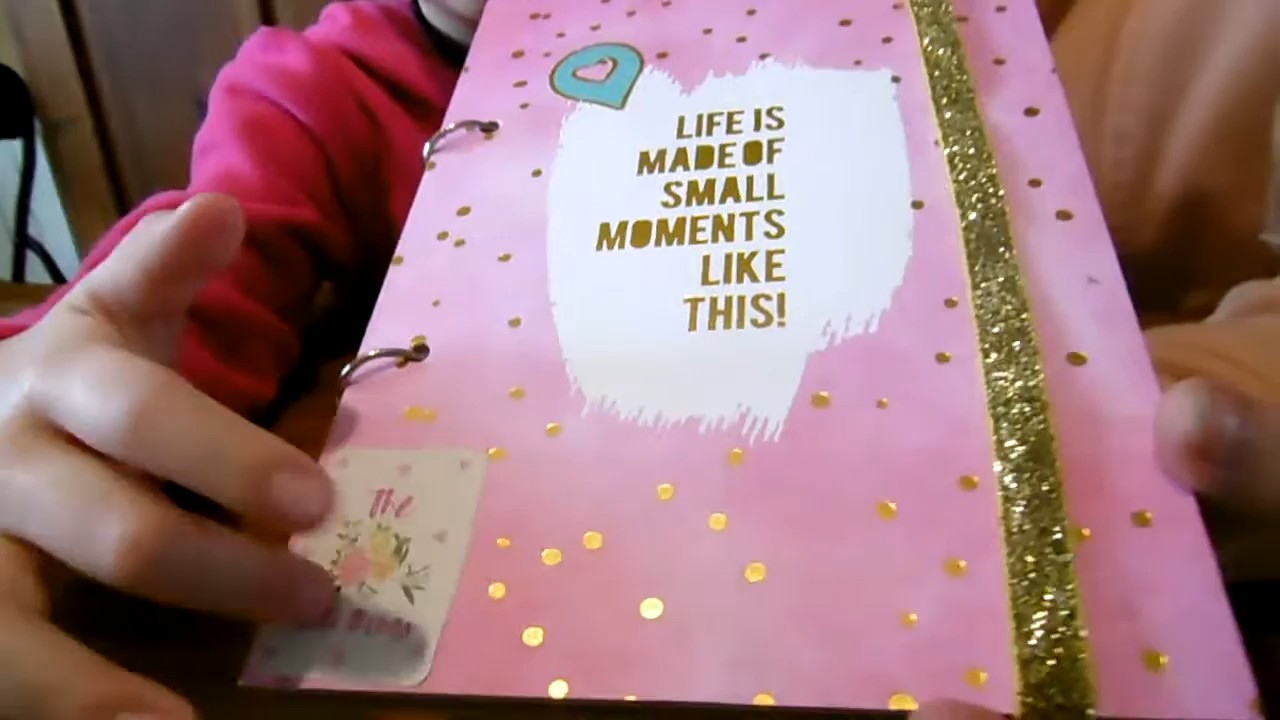 LIFE IS
MADE OF
SMALL
MOMENTS
LIKE
THIS!
The